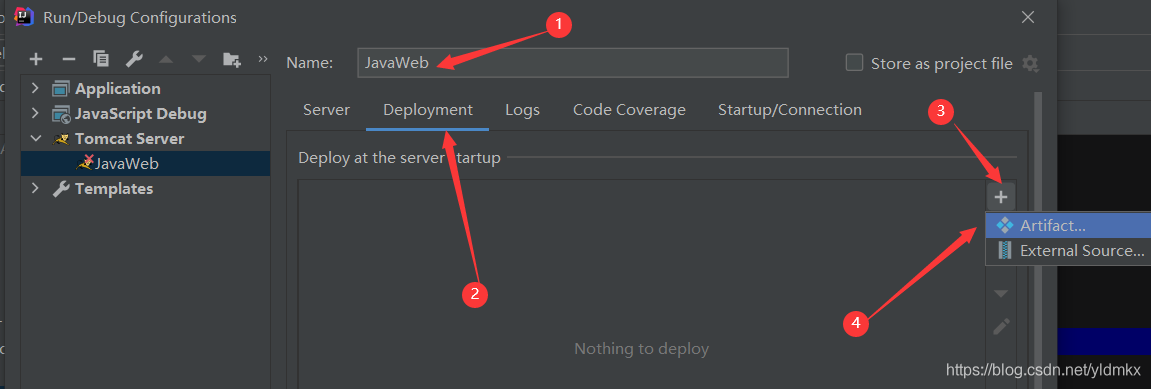 Run/Debug Configurations
1
Name:
JavaWeb
Store as project file
Application
JavaScript Debug
Tomcat Server
JavaWeb
Templates
Server
Deployment
Logs
Code Coverage
Startup/Connection
3
Deploy at the server startup
Artifact...
External Source...
2
4
Nothing to deploy
https://blog.csdn.net/yldmkx